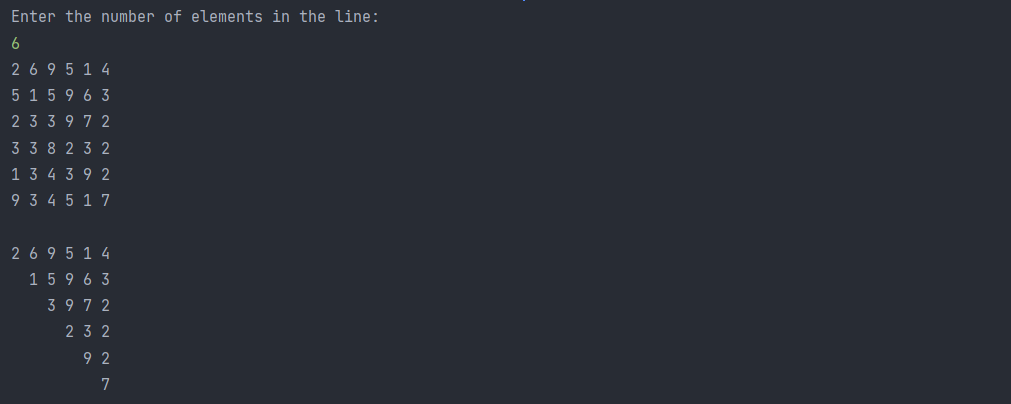 Enter the number of elements in the line:
6
2 6 9 5 1 4
5 1 5 9 6 3
2 3 3 9 7 2
3 3 8 2 3 2
1 3 4 3 9 2
9 3 4 5 1 7

2 6 9 5 1 4
  1 5 9 6 3
    3 9 7 2
      2 3 2
        9 2
          7